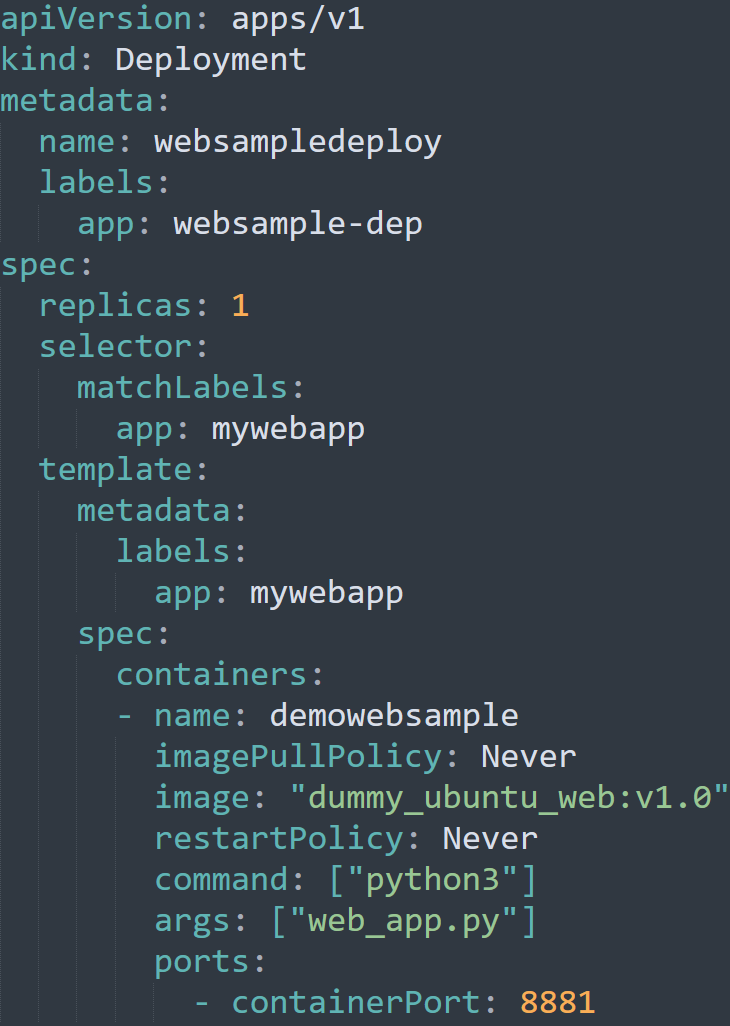 apiVersion: apps/v1
kind: Deployment
metadata:
  name: websampledeploy
  labels:
    app: websample-dep
spec:
  replicas: 1
  selector:
    matchLabels:
      app: mywebapp
  template:
    metadata:
      labels:
        app: mywebapp
    spec:
      containers:
      - name: demowebsample
        imagePullPolicy: Never
        image: "dummy_ubuntu_web:v1.0"
        restartPolicy: Never
        command: ["python3"]
        args: ["web_app.py"]
        ports:
          - containerPort: 8881